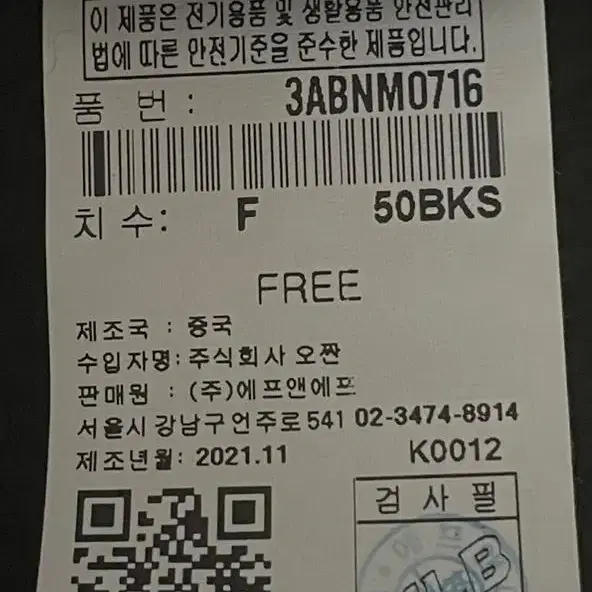 이 제품은 전기용품 및 생활용품 안전관리
법에 따른 안전기준을 준수한 제품입니다.
품 번 : 3ABNM0716
치 수: F 50BKS
FREE
제조국 : 중국
수입자명: 주식회사 오짠
판매원 : (주)에프앤에프
서울시 강남구 언주로 541 02-3474-8914
제조년월: 2021.11 K0012
검 사 필